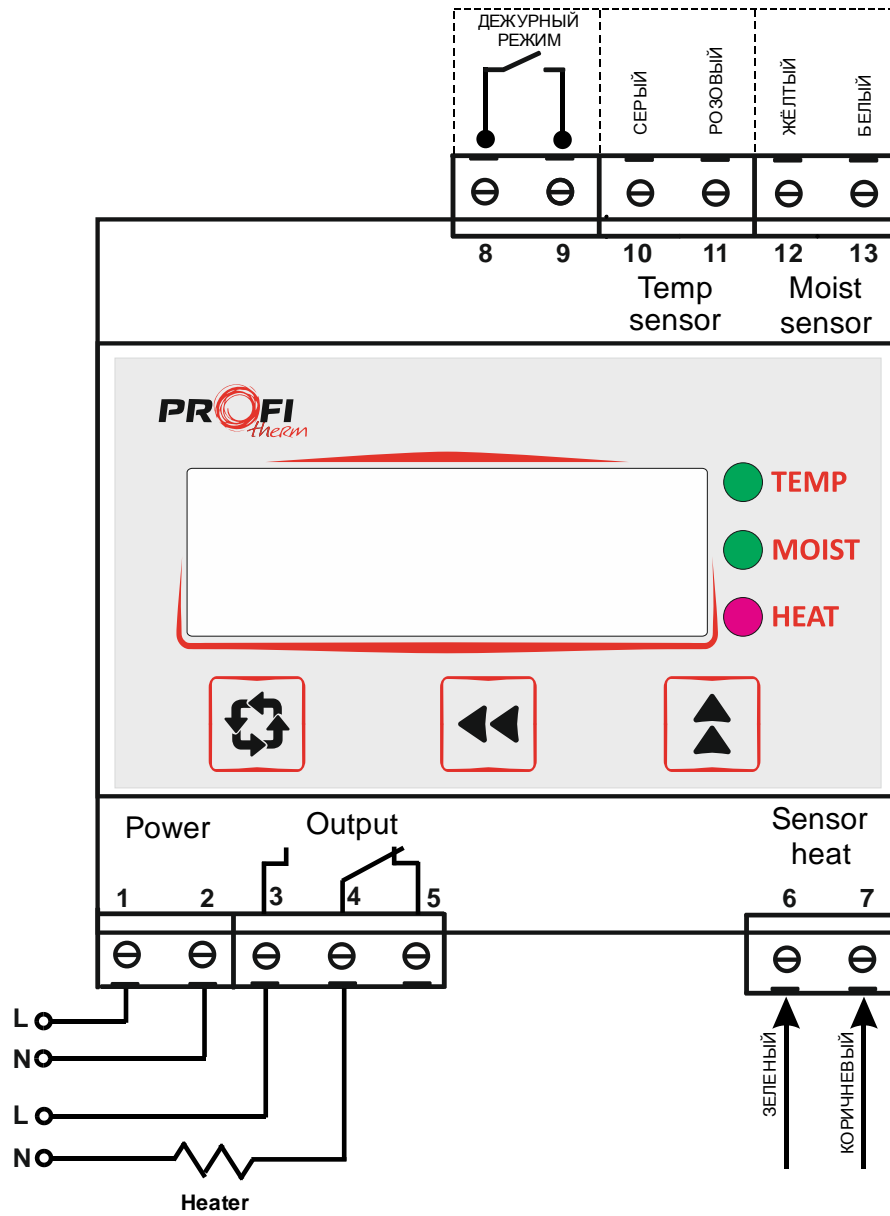 ДЕЖУРНЫЙ
РЕЖИМ
СЕРЫЙ
РОЗОВЫЙ
ЖЁЛТЫЙ
БЕЛЫЙ
8 9 10 11 12 13
Temp
sensor
Moist
sensor
PROFI
therm
TEMP
MOIST
HEAT
Power
Output
Sensor
heat
1 2 3 4 5 6 7
L
N
L
N
Heater
ЗЕЛЕНЫЙ
КОРИЧНЕВЫЙ